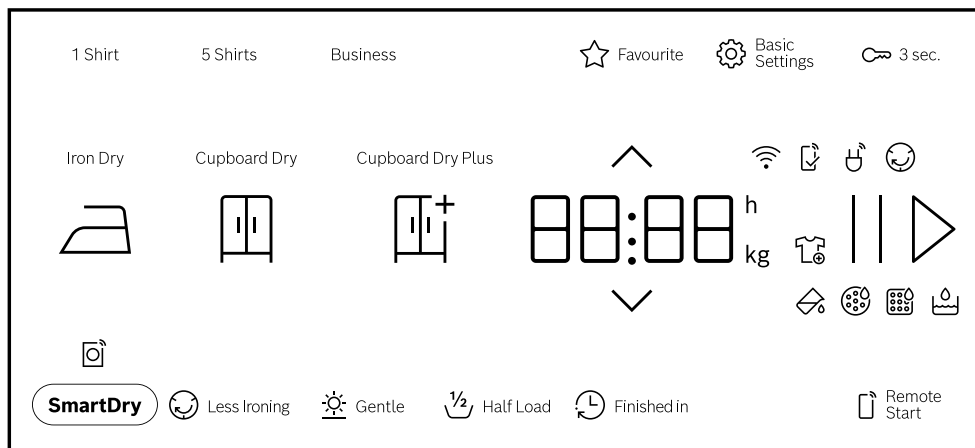 1 Shirt
5 Shirts
Business
Favourite
Basic
Settings
3 sec.
Iron Dry
Cupboard Dry
Cupboard Dry Plus
88:88
h
kg
SmartDry
Less Ironing
Gentle
½
Half Load
Finished in
Remote
Start